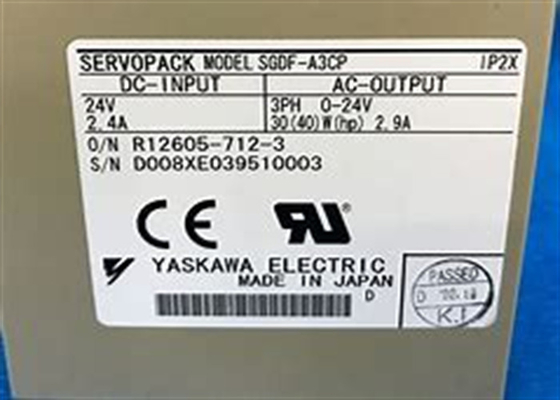 SERVOPACK MODEL SGDF-A3CP IP2X
DC-INPUT AC-OUTPUT
24V 3PH 0-24V
2.4A 30(40)W(hp) 2.9A
O/N R12605-712-3
S/N D008XE039510003
CE RU
YASKAWA ELECTRIC
MADE IN JAPAN
D
PASSED
D
K.I